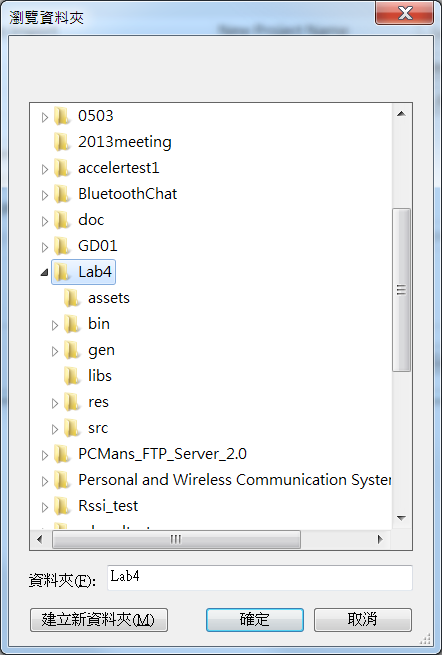 瀏覽資料夾
0503
2013meeting
accelertest1
BluetoothChat
doc
GD01
Lab4
assets
bin
gen
libs
res
src
PCMans_FTP_Server_2.0
Personal and Wireless Communication System
Rssi_test
資料夾(F):
Lab4
建立新資料夾(M)
確定
取消